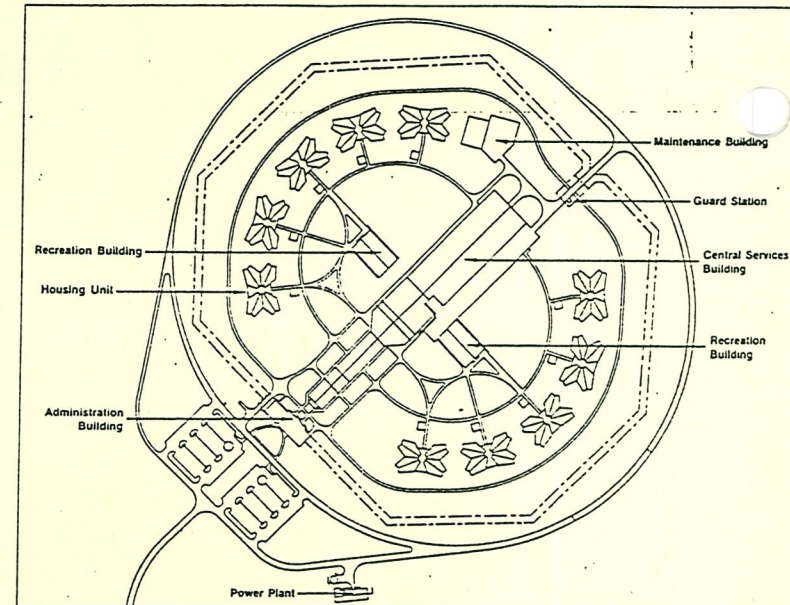 Maintenance Building
Guard Station
Recreation Building
Central Services
Building
Housing Unit
Recreation
Building
Administration
Building
Power Plant